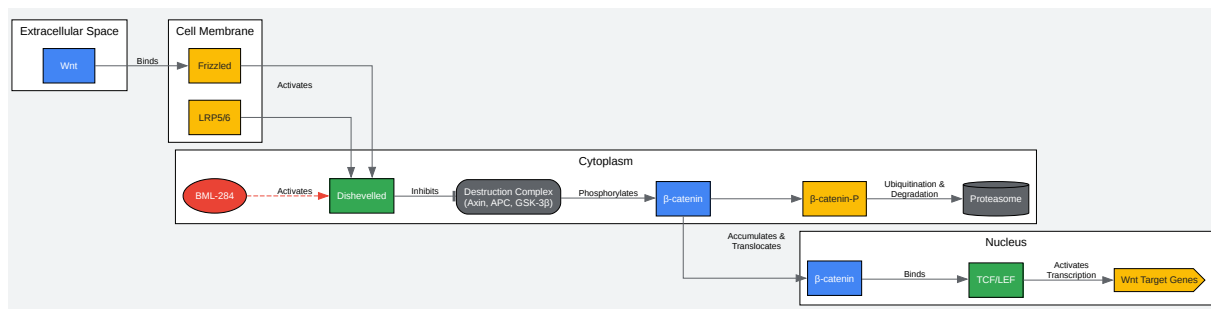 Extracellular Space
Wnt
Binds
Cell Membrane
Frizzled
Activates
LRP5/6
Cytoplasm
BML-284
Activates
Dishevelled
Inhibits
Destruction Complex
(Axin, APC, GSK-3β)
Phosphorylates
β-catenin
β-catenin-P
Ubiquitination &
Degradation
Proteasome
Accumulates &
Translocates
Nucleus
β-catenin
Binds
TCF/LEF
Activates
Transcription
Wnt Target Genes